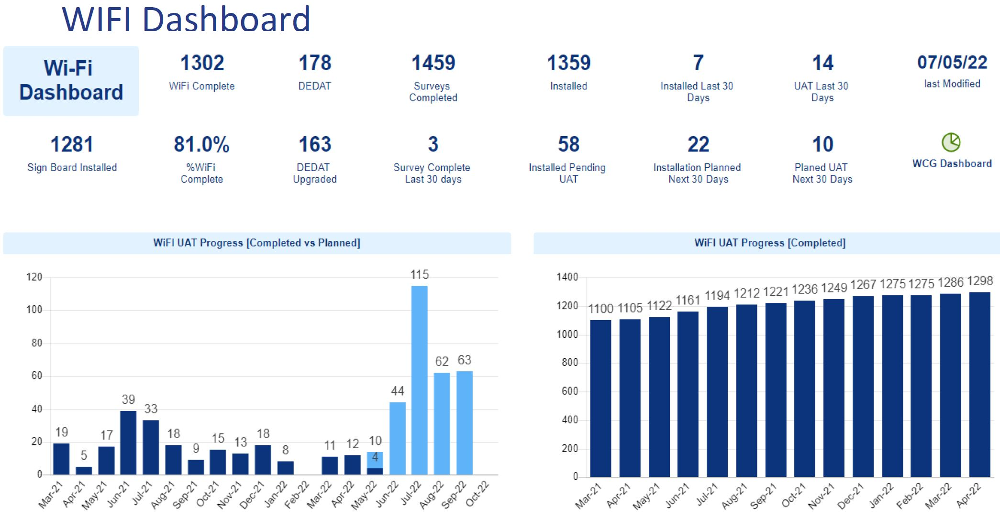 WIFI Dashboard
Wi-Fi
Dashboard
1302
WiFi Complete
178
DEDAT
1459
Surveys
Completed
1359
Installed
7
Installed Last 30
Days
14
UAT Last 30
Days
07/05/22
last Modified
1281
Sign Board Installed
81.0%
%WiFi
Complete
163
DEDAT
Upgraded
3
Survey Complete
Last 30 days
58
Installed Pending
UAT
22
Installation Planned
Next 30 Days
10
Planed UAT
Next 30 Days
WCG Dashboard
WiFI UAT Progress [Completed vs Planned]
120
100
80
60
40
20
0
19
5
17
39
33
18
9
15
13
18
8
11
12
10
4
44
115
62
63
Mar-21
Apr-21
May-21
Jun-21
Jul-21
Aug-21
Sep-21
Oct-21
Nov-21
Dec-21
Jan-22
Feb-22
Mar-22
Apr-22
May-22
Jun-22
Jul-22
Aug-22
Sep-22
Oct-22
WiFI UAT Progress [Completed]
1400
1200
1000
800
600
400
200
0
1100
1105
1122
1161
1194
1212
1221
1236
1249
1267
1275
1275
1286
1298
Mar-21
Apr-21
May-21
Jun-21
Jul-21
Aug-21
Sep-21
Oct-21
Nov-21
Dec-21
Jan-22
Feb-22
Mar-22
Apr-22